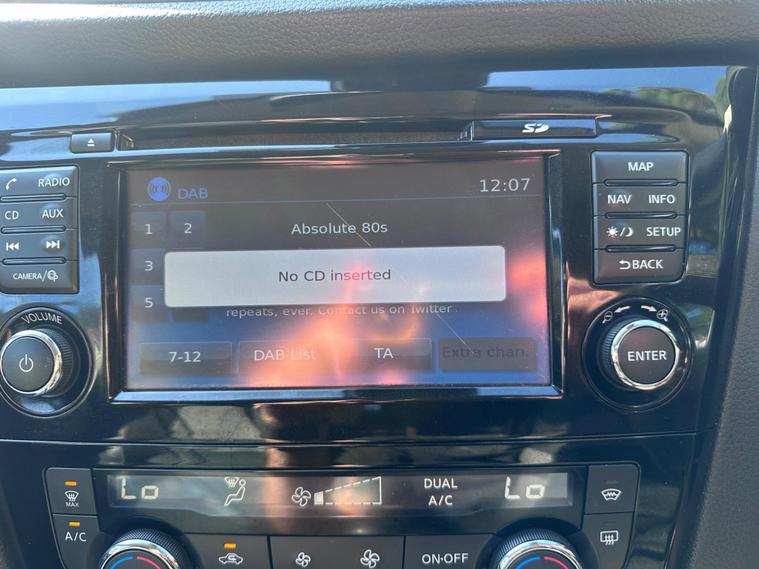 SD
RADIO
CD AUX
CAMERA/
VOLUME
DAB 12:07
1 2
Absolute 80s
3
No CD inserted
5
repeats, ever. Contact us on Twitter
7-12 DAB List TA Extra chan.
MAP
NAV INFO
SETUP
BACK
ENTER
MAX
A/C
Lo
DUAL
A/C
Lo
ON·OFF